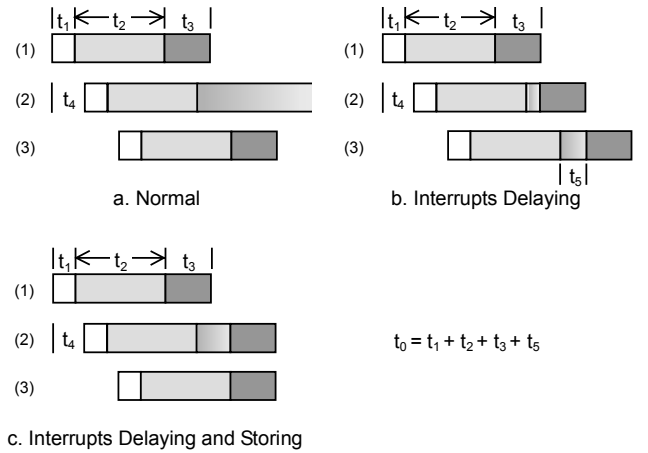 t₁ t₂ t₃
(1)
(2) t₄
(3)
a. Normal
t₁ t₂ t₃
(1)
(2) t₄
(3)
t₅
b. Interrupts Delaying
t₁ t₂ t₃
(1)
(2) t₄
(3)
c. Interrupts Delaying and Storing
t₀ = t₁ + t₂ + t₃ + t₅